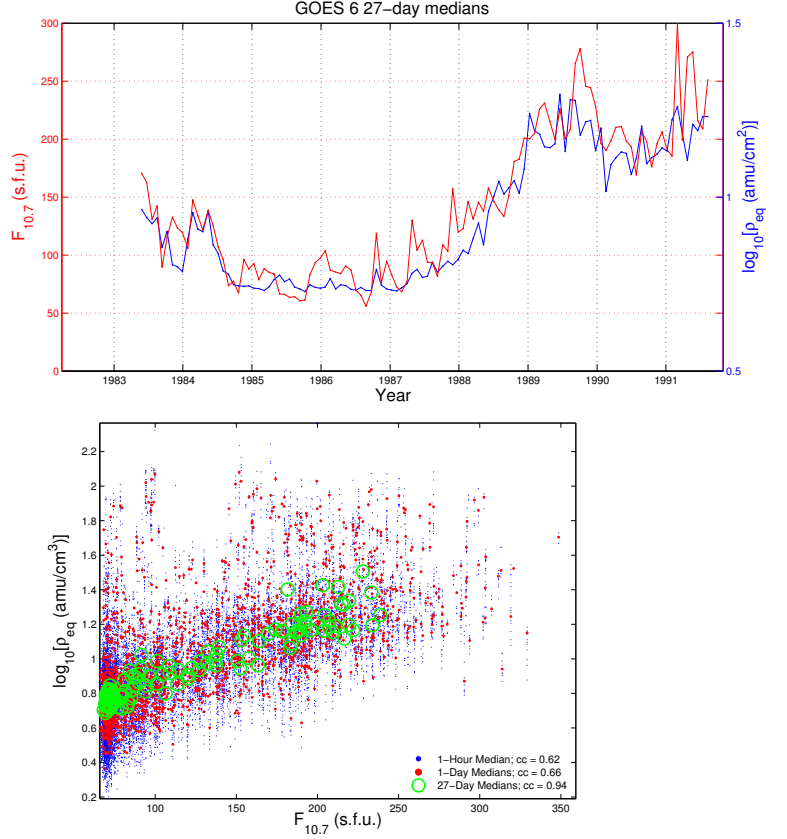 GOES 6 27−day medians
300
250
200
150
100
50
0
F10.7 (s.f.u.)
1.5
1
0.5
log10[ρeq (amu/cm2)]
1983 1984 1985 1986 1987 1988 1989 1990 1991
Year
2.2
2
1.8
1.6
1.4
1.2
1
0.8
0.6
0.4
0.2
log10[ρeq (amu/cm3)]
1−Hour Median; cc = 0.62
1−Day Medians; cc = 0.66
27−Day Medians; cc = 0.94
100 150 200 250 300 350
F10.7 (s.f.u.)